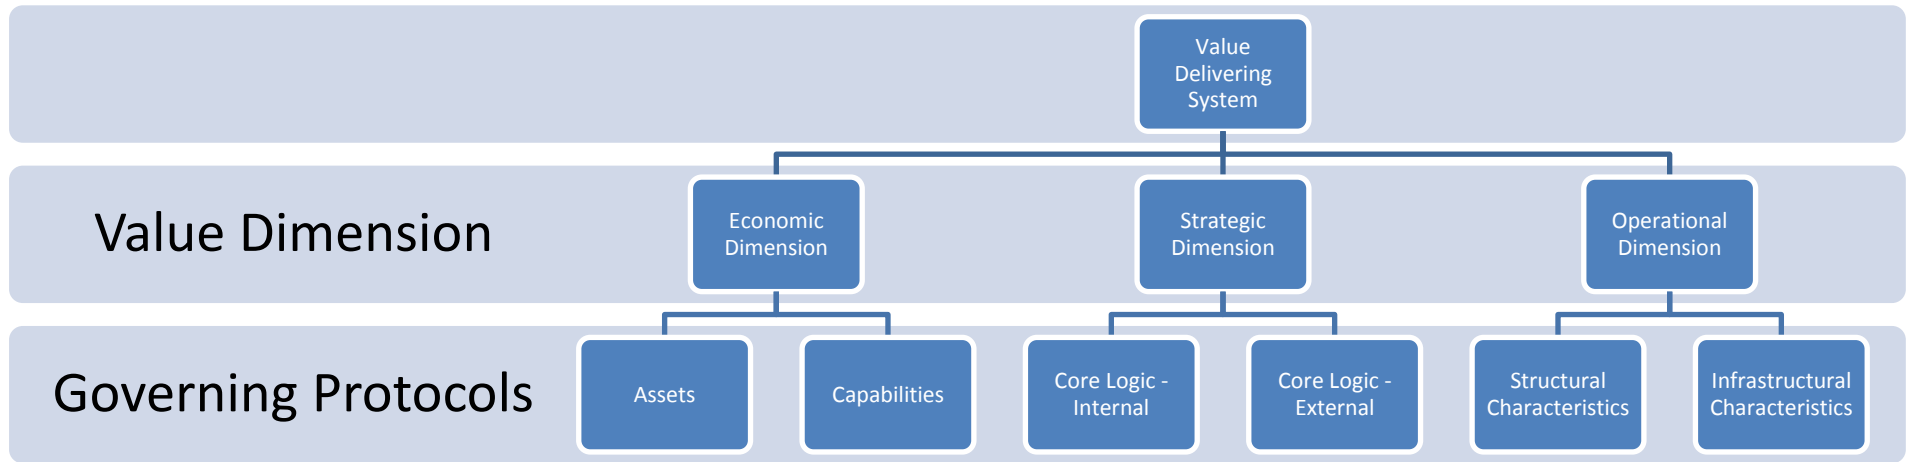 Value
Delivering
System
Value Dimension
Economic
Dimension
Strategic
Dimension
Operational
Dimension
Governing Protocols
Assets
Capabilities
Core Logic -
Internal
Core Logic -
External
Structural
Characteristics
Infrastructural
Characteristics